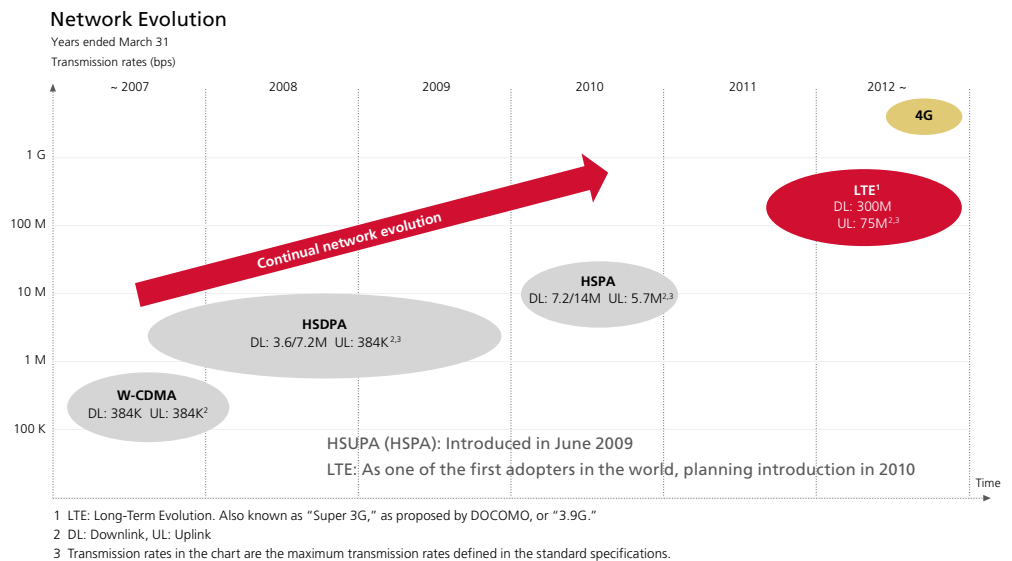 Network Evolution
Years ended March 31
Transmission rates (bps)
~ 2007 2008 2009 2010 2011 2012 ~
4G
1 G
LTE1
DL: 300M
UL: 75M2,3
100 M
Continual network evolution
HSPA
DL: 7.2/14M UL: 5.7M2,3
10 M
HSDPA
DL: 3.6/7.2M UL: 384K2,3
1 M
W-CDMA
DL: 384K UL: 384K2
100 K
HSUPA (HSPA): Introduced in June 2009
LTE: As one of the first adopters in the world, planning introduction in 2010
Time
1 LTE: Long-Term Evolution. Also known as “Super 3G,” as proposed by DOCOMO, or “3.9G.”
2 DL: Downlink, UL: Uplink
3 Transmission rates in the chart are the maximum transmission rates defined in the standard specifications.